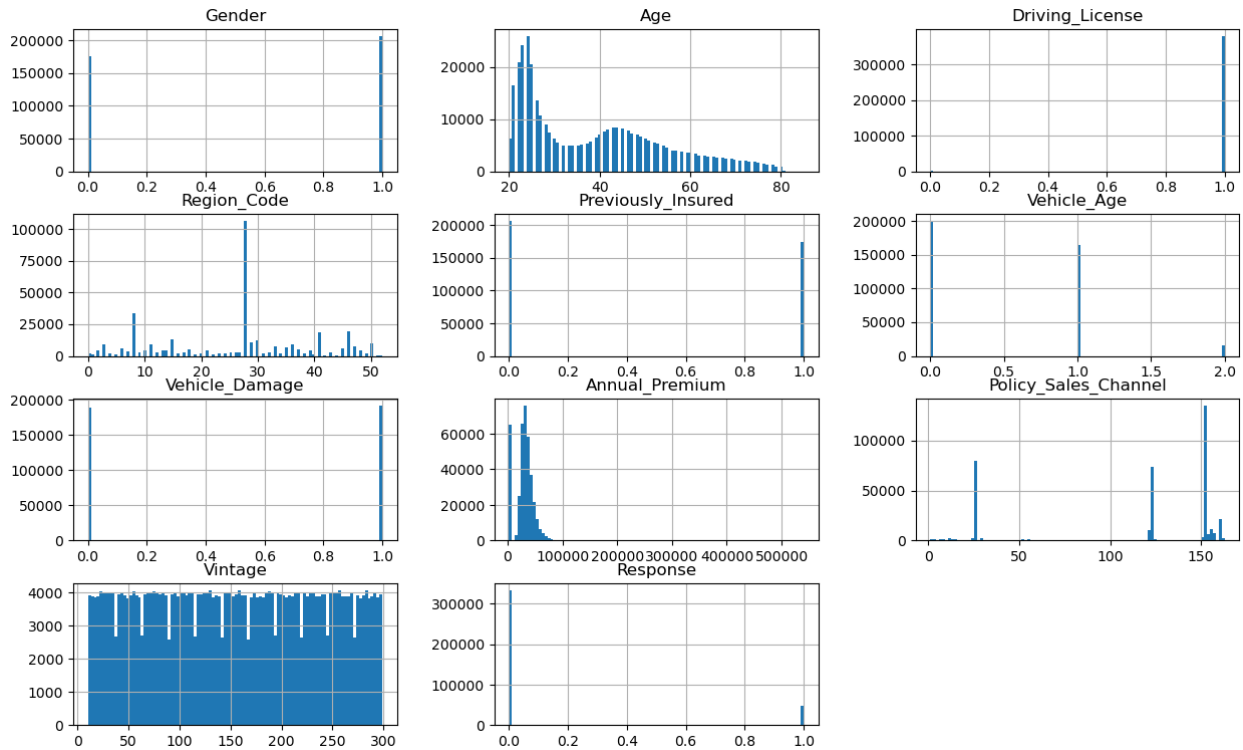 Gender
200000
150000
100000
50000
0
0.0 0.2 0.4 0.6 0.8 1.0
Age
20000
10000
0
20 40 60 80
Driving_License
300000
200000
100000
0
0.0 0.2 0.4 0.6 0.8 1.0
Region_Code
100000
75000
50000
25000
0
0 10 20 30 40 50
Previously_Insured
200000
150000
100000
50000
0
0.0 0.2 0.4 0.6 0.8 1.0
Vehicle_Age
200000
150000
100000
50000
0
0.0 0.5 1.0 1.5 2.0
Vehicle_Damage
200000
150000
100000
50000
0
0.0 0.2 0.4 0.6 0.8 1.0
Annual_Premium
60000
40000
20000
0
0 100000 200000 300000 400000 500000
Policy_Sales_Channel
100000
50000
0
0 50 100 150
Vintage
4000
3000
2000
1000
0
0 50 100 150 200 250 300
Response
300000
200000
100000
0
0.0 0.2 0.4 0.6 0.8 1.0